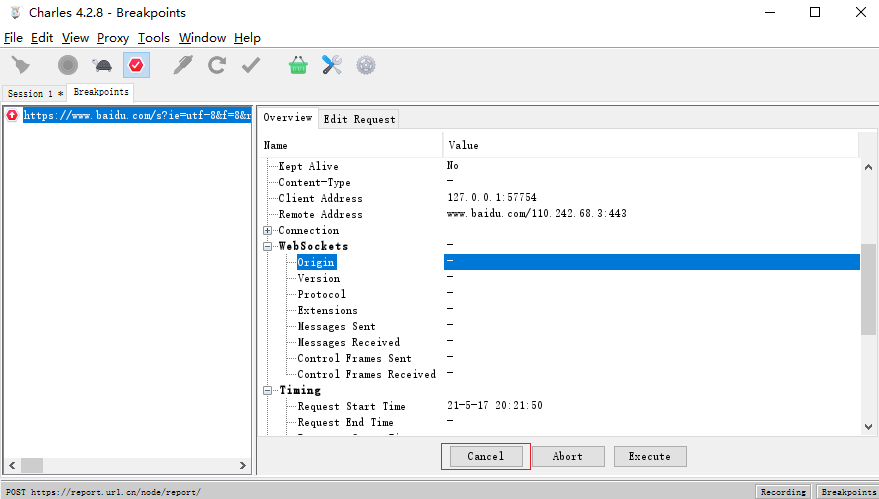 Charles 4.2.8 - Breakpoints
File Edit View Proxy Tools Window Help
Session 1 * Breakpoints
https://www.baidu.com/s?ie=utf-8&f=8&r
Overview Edit Request
Name Value
Kept Alive No
Content-Type –
Client Address 127.0.0.1:57754
Remote Address www.baidu.com/110.242.68.3:443
Connection
WebSockets –
Origin –
Version –
Protocol –
Extensions –
Messages Sent –
Messages Received –
Control Frames Sent –
Control Frames Received –
Timing
Request Start Time 21-5-17 20:21:50
Request End Time –
Cancel Abort Execute
POST https://report.url.cn/node/report/ Recording Breakpoints